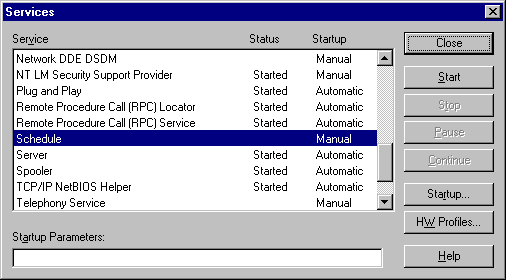 Services
Service Status Startup
Network DDE DSDM Manual
NT LM Security Support Provider Started Manual
Plug and Play Started Automatic
Remote Procedure Call (RPC) Locator Started Automatic
Remote Procedure Call (RPC) Service Started Automatic
Schedule Manual
Server Started Automatic
Spooler Started Automatic
TCP/IP NetBIOS Helper Started Automatic
Telephony Service Manual
Startup Parameters:
Close
Start
Stop
Pause
Continue
Startup...
HW Profiles...
Help